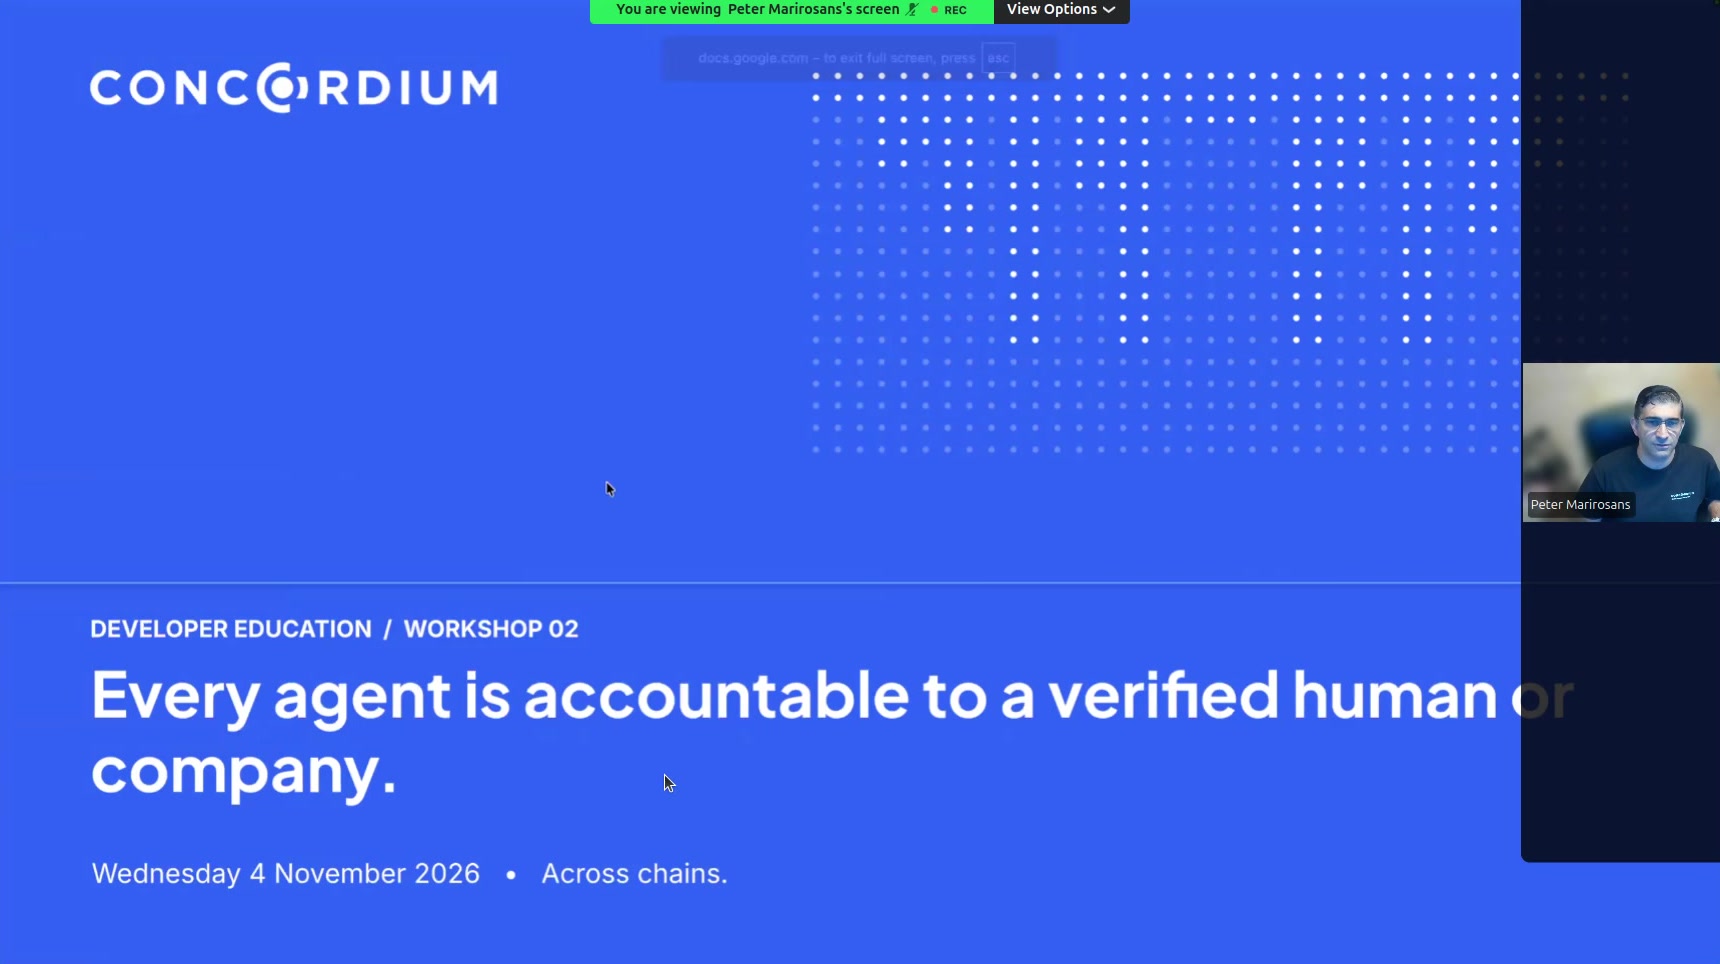 You are viewing Peter Marirosans's screen REC View Options
docs.google.com – to exit full screen, press esc
CONCORDIUM
Peter Marirosans
DEVELOPER EDUCATION / WORKSHOP 02
Every agent is accountable to a verified human or
company.
Wednesday 4 November 2026 • Across chains.